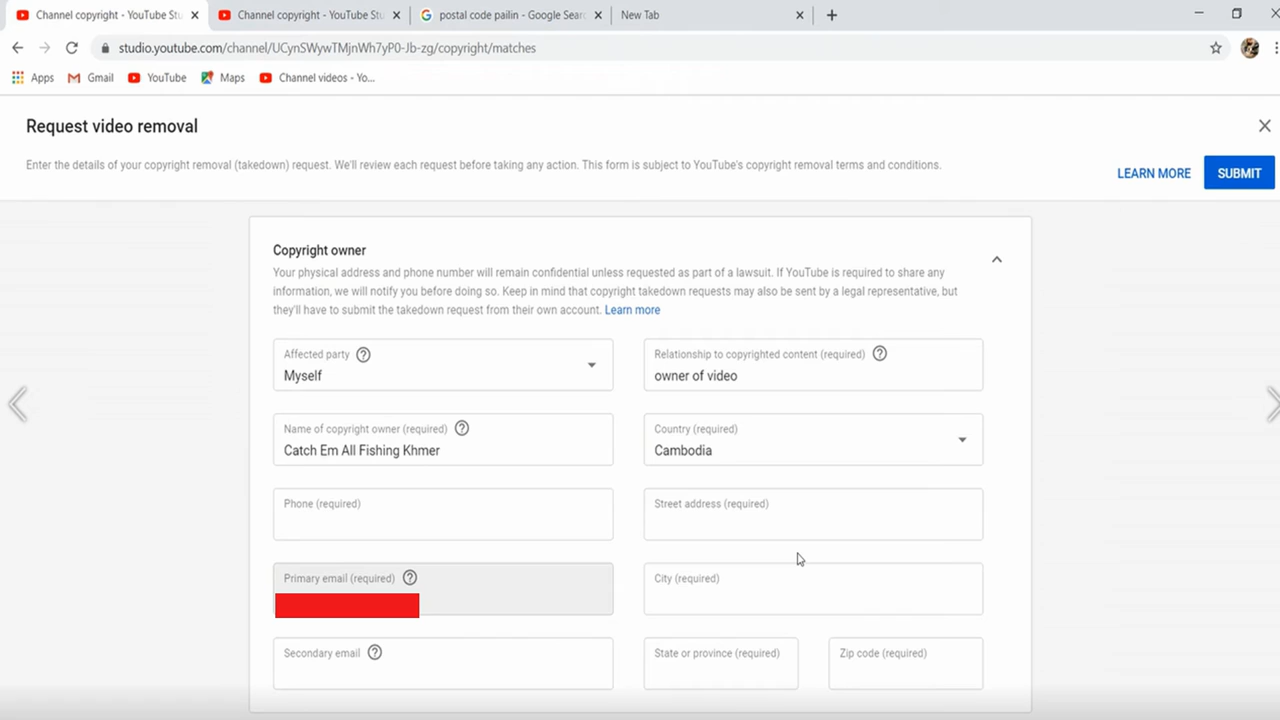 Channel copyright - YouTube Stu
Channel copyright - YouTube Stu
postal code pailin - Google Searc
New Tab
studio.youtube.com/channel/UCynSWywTMjnWh7yP0-Jb-zg/copyright/matches
Apps
Gmail
YouTube
Maps
Channel videos - Yo...
Request video removal
Enter the details of your copyright removal (takedown) request. We'll review each request before taking any action. This form is subject to YouTube's copyright removal terms and conditions.
LEARN MORE
SUBMIT
Copyright owner
Your physical address and phone number will remain confidential unless requested as part of a lawsuit. If YouTube is required to share any
information, we will notify you before doing so. Keep in mind that copyright takedown requests may also be sent by a legal representative, but
they'll have to submit the takedown request from their own account. Learn more
Affected party
Myself
Relationship to copyrighted content (required)
owner of video
Name of copyright owner (required)
Catch Em All Fishing Khmer
Country (required)
Cambodia
Phone (required)
Street address (required)
Primary email (required)
City (required)
Secondary email
State or province (required)
Zip code (required)